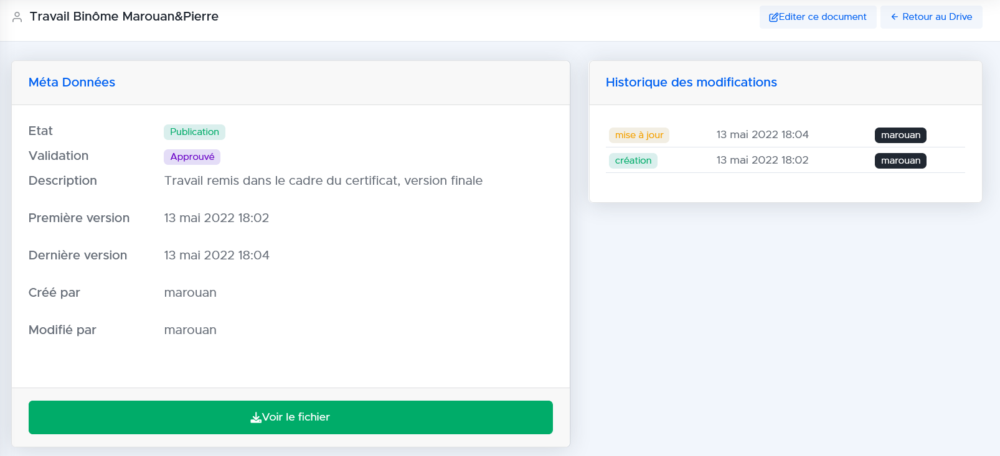 Travail Binôme Marouan&Pierre
Editer ce document
← Retour au Drive
Méta Données
Etat Publication
Validation Approuvé
Description Travail remis dans le cadre du certificat, version finale
Première version 13 mai 2022 18:02
Dernière version 13 mai 2022 18:04
Créé par marouan
Modifié par marouan
Voir le fichier
Historique des modifications
mise à jour 13 mai 2022 18:04 marouan
création 13 mai 2022 18:02 marouan